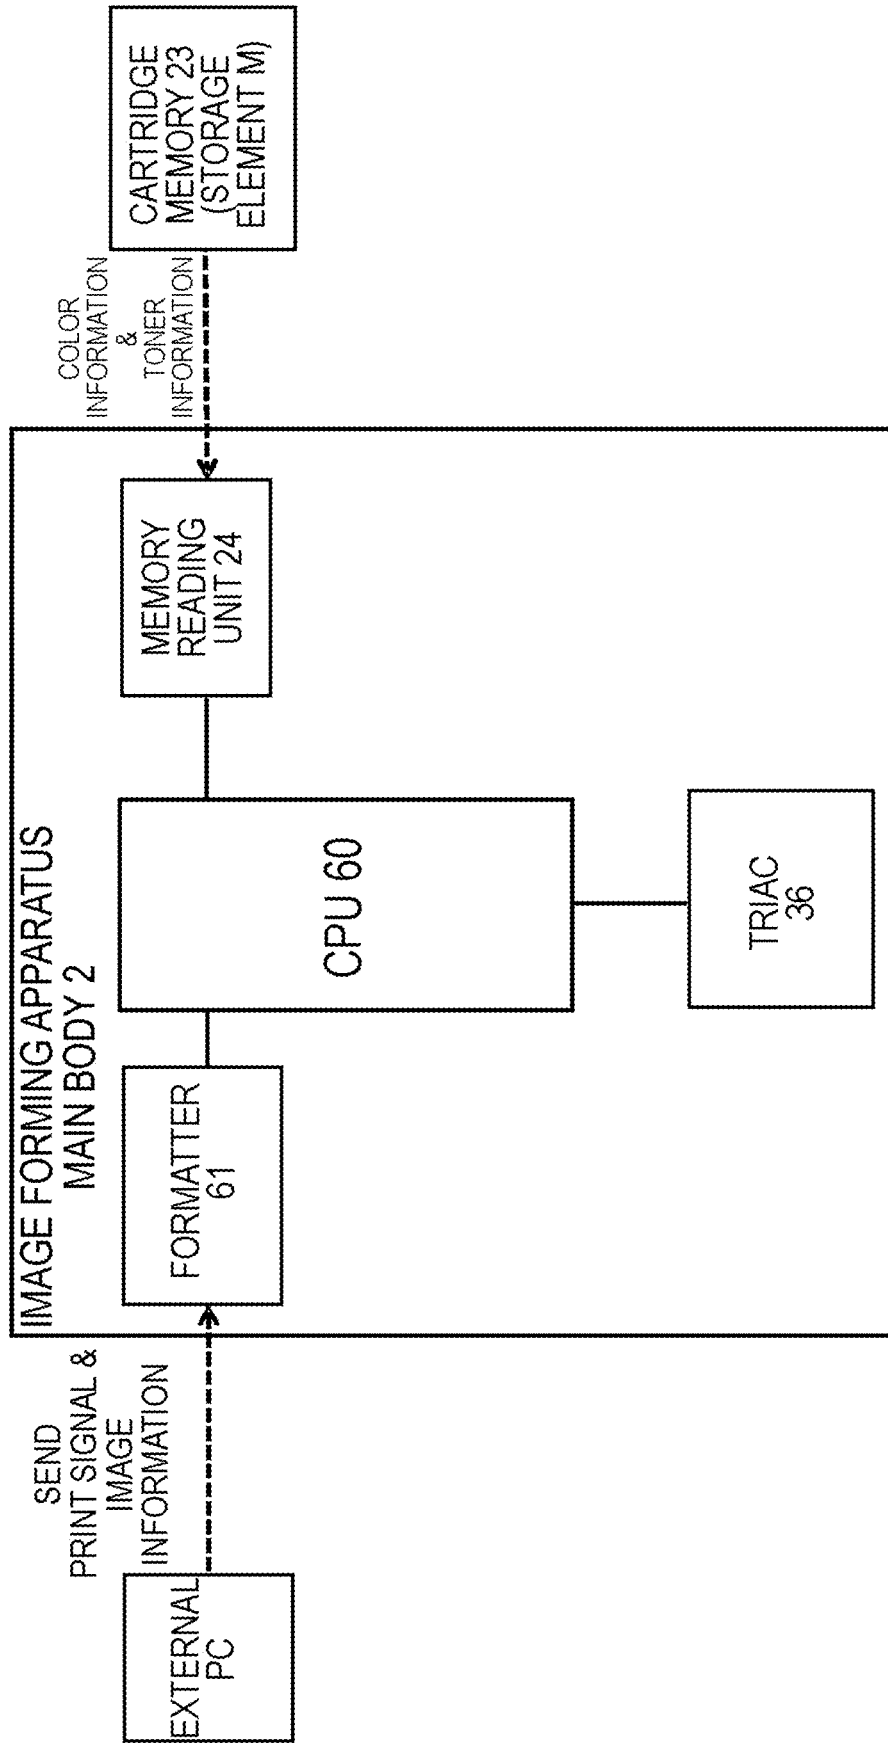 IMAGE FORMING APPARATUS
MAIN BODY 2
SEND
PRINT SIGNAL &
IMAGE
INFORMATION
EXTERNAL
PC
FORMATTER
61
CPU 60
MEMORY
READING
UNIT 24
COLOR
INFORMATION
&
TONER
INFORMATION
CARTRIDGE
MEMORY 23
(STORAGE
ELEMENT M)
TRIAC
36